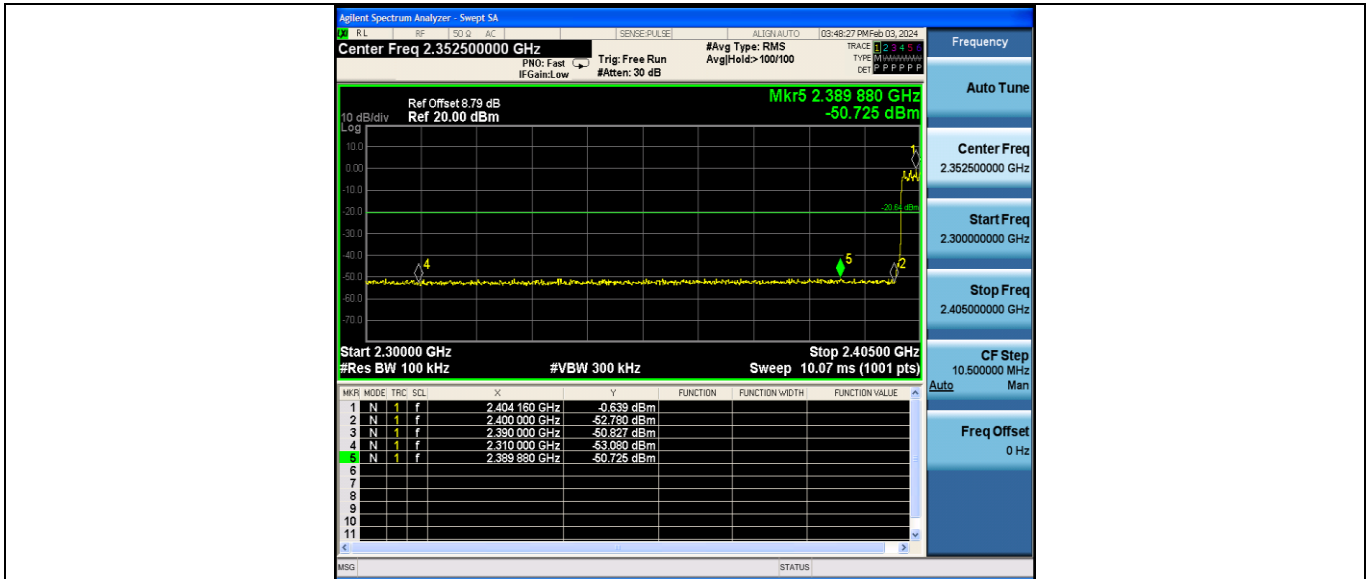 Agilent Spectrum Analyzer - Swept SA
LXI RL RF 50 Ω AC SENSE:PULSE ALIGN AUTO 03:48:27 PM Feb 03, 2024
Center Freq 2.352500000 GHz
PNO: Fast
IFGain:Low
Trig: Free Run
#Atten: 30 dB
#Avg Type: RMS
Avg|Hold:>100/100
TRACE 1 2 3 4 5 6
TYPE MWWWWW
DET P P P P P P
Mkr5 2.389 880 GHz
-50.725 dBm
Ref Offset 8.79 dB
Ref 20.00 dBm
10 dB/div
Log
10.0
0.00
-10.0
-20.0
-30.0
-40.0
-50.0
-60.0
-70.0
1
-20.64 dBm
4
5
2
Start 2.30000 GHz
Stop 2.40500 GHz
#Res BW 100 kHz
#VBW 300 kHz
Sweep 10.07 ms (1001 pts)
MKR MODE TRC SCL X Y FUNCTION FUNCTION WIDTH FUNCTION VALUE
1 N 1 f 2.404 160 GHz -0.639 dBm
2 N 1 f 2.400 000 GHz -52.780 dBm
3 N 1 f 2.390 000 GHz -50.827 dBm
4 N 1 f 2.310 000 GHz -53.080 dBm
5 N 1 f 2.389 880 GHz -50.725 dBm
6
7
8
9
10
11
MSG
STATUS
Frequency
Auto Tune
Center Freq
2.352500000 GHz
Start Freq
2.300000000 GHz
Stop Freq
2.405000000 GHz
CF Step
10.500000 MHz
Auto Man
Freq Offset
0 Hz